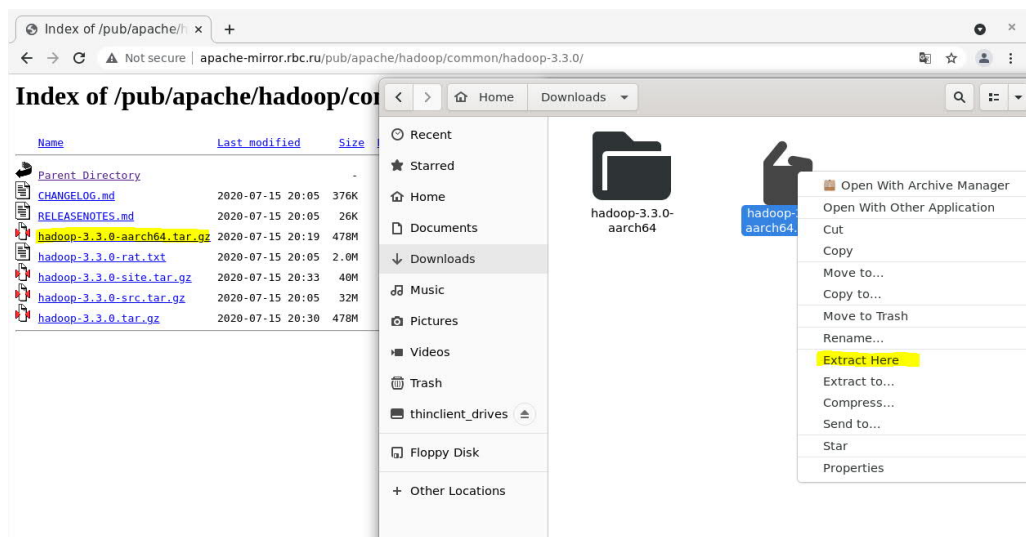 Index of /pub/apache/h
Not secure apache-mirror.rbc.ru/pub/apache/hadoop/common/hadoop-3.3.0/
Index of /pub/apache/hadoop/co
Name Last modified Size
Parent Directory -
CHANGELOG.md 2020-07-15 20:05 376K
RELEASENOTES.md 2020-07-15 20:05 26K
hadoop-3.3.0-aarch64.tar.gz 2020-07-15 20:19 478M
hadoop-3.3.0-rat.txt 2020-07-15 20:05 2.0M
hadoop-3.3.0-site.tar.gz 2020-07-15 20:33 40M
hadoop-3.3.0-src.tar.gz 2020-07-15 20:05 32M
hadoop-3.3.0.tar.gz 2020-07-15 20:30 478M
Home Downloads
Recent
Starred
Home
Documents
Downloads
Music
Pictures
Videos
Trash
thinclient_drives
Floppy Disk
+ Other Locations
hadoop-3.3.0-
aarch64
hadoop-3
aarch64.
Open With Archive Manager
Open With Other Application
Cut
Copy
Move to...
Copy to...
Move to Trash
Rename...
Extract Here
Extract to...
Compress...
Send to...
Star
Properties